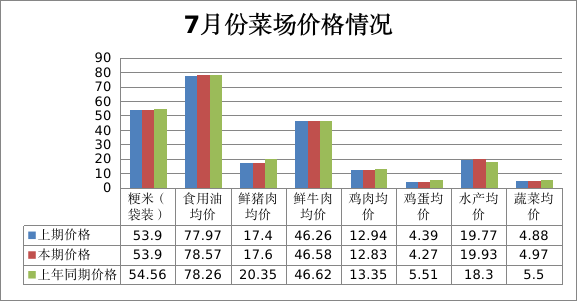 7月份菜场价格情况
90
80
70
60
50
40
30
20
10
0
粳米（袋装） 食用油均价 鲜猪肉均价 鲜牛肉均价 鸡肉均价 鸡蛋均价 水产均价 蔬菜均价
上期价格 53.9 77.97 17.4 46.26 12.94 4.39 19.77 4.88
本期价格 53.9 78.57 17.6 46.58 12.83 4.27 19.93 4.97
上年同期价格 54.56 78.26 20.35 46.62 13.35 5.51 18.3 5.5